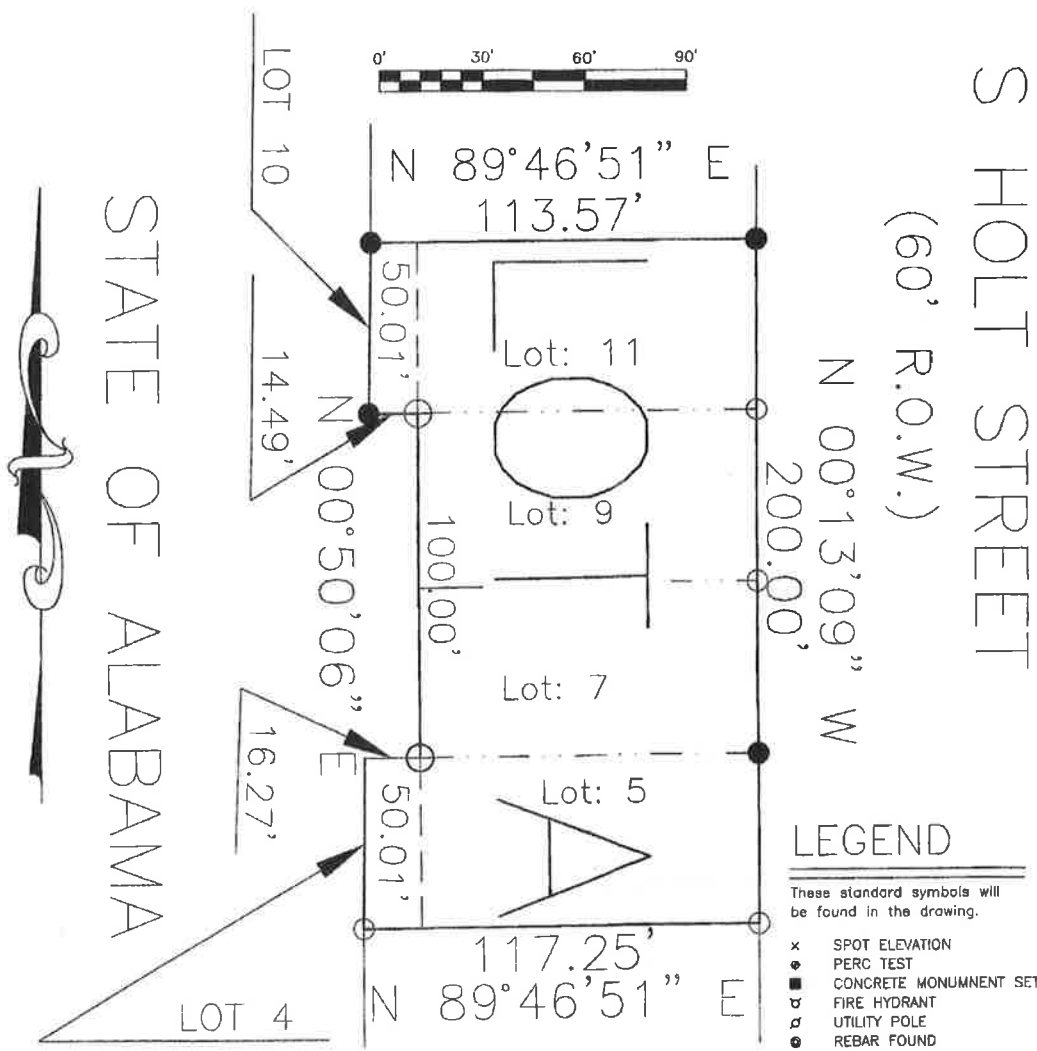 0' 30' 60' 90'
S HOLT STREET
(60' R.O.W.)
LOT 10
N 89°46'51" E
113.57'
N 00°13'09" W
200.00'
50.01'
Lot: 11
14.49'
STATE OF ALABAMA
N 00°50'06" E
100.00'
LOT A
Lot: 9
Lot: 7
16.27'
50.01'
Lot: 5
117.25'
N 89°46'51" E
LOT 4
LEGEND
These standard symbols will
be found in the drawing.
SPOT ELEVATION
PERC TEST
CONCRETE MONUMNENT SET
FIRE HYDRANT
UTILITY POLE
REBAR FOUND